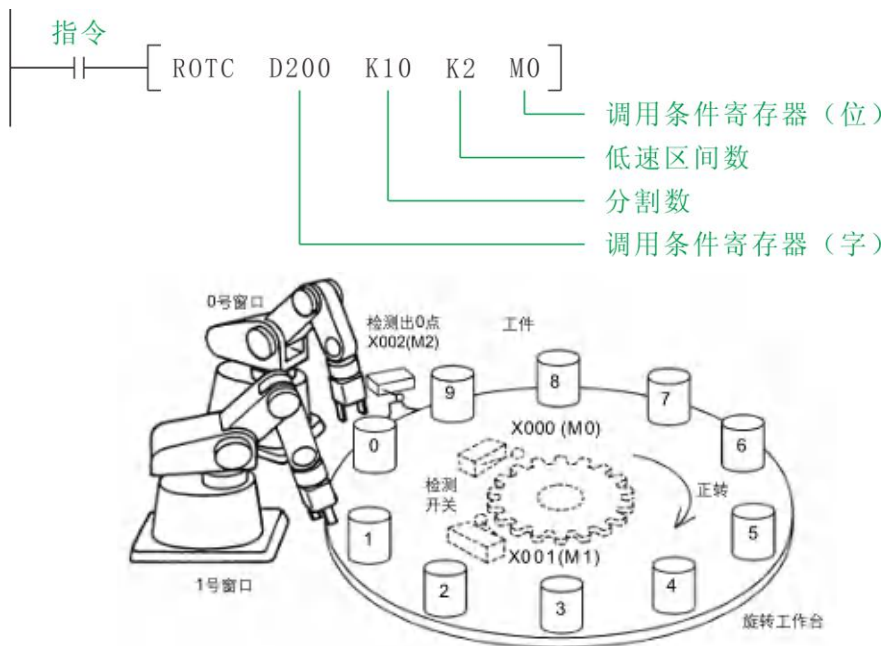 指令
ROTC D200 K10 K2 M0
调用条件寄存器（位）
低速区间数
分割数
调用条件寄存器（字）
0号窗口
检测出0点
X002(M2)
工件
9
8
7
0
X000(M0)
6
检测
开关
正转
1
X001(M1)
5
2
3
4
1号窗口
旋转工作台